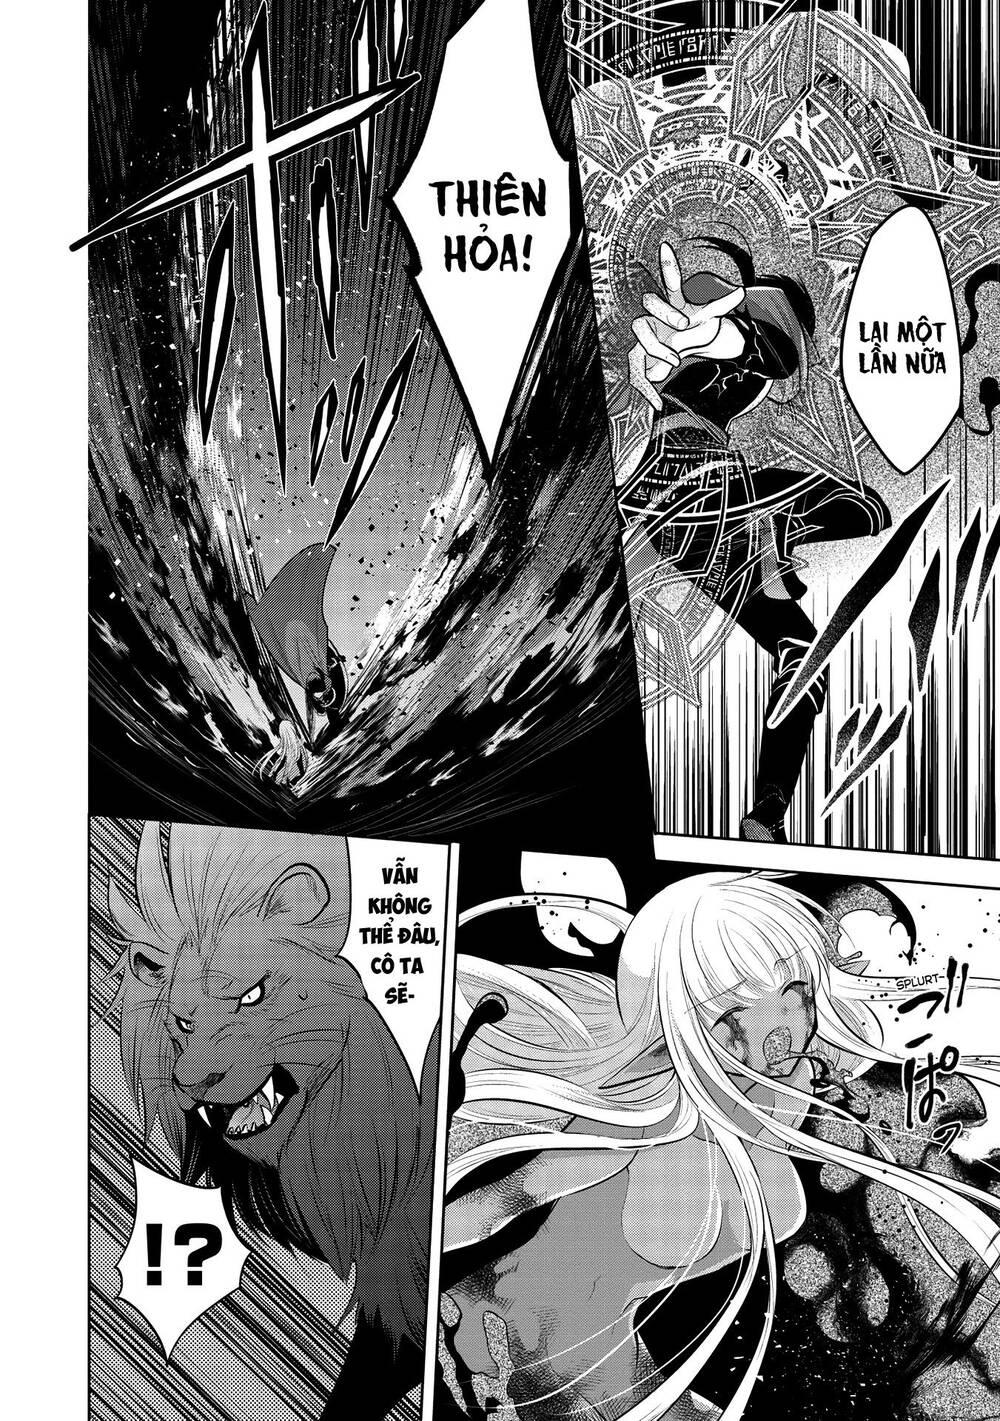 LẠI MỘT
LẦN NỮA
THIÊN
HỎA!
SPLURT-
VẪN
KHÔNG
THỂ ĐÂU,
CÔ TA
SẼ-
!?